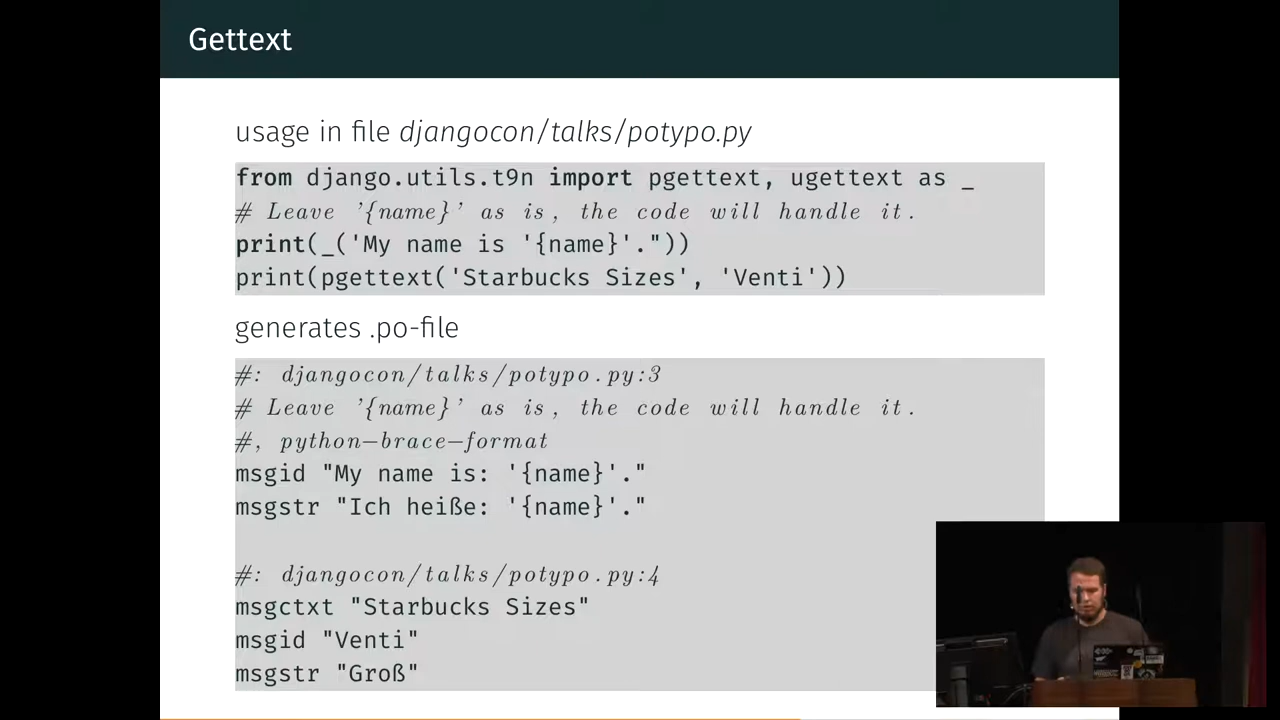 Gettext
usage in file djangocon/talks/potypo.py
from django.utils.t9n import pgettext, ugettext as _
# Leave '{name}' as is, the code will handle it.
print(_('My name is '{name}'."))
print(pgettext('Starbucks Sizes', 'Venti'))
generates .po-file
#: djangocon/talks/potypo.py:3
# Leave '{name}' as is, the code will handle it.
#, python-brace-format
msgid "My name is: '{name}'."
msgstr "Ich heiße: '{name}'."
#: djangocon/talks/potypo.py:4
msgctxt "Starbucks Sizes"
msgid "Venti"
msgstr "Groß"